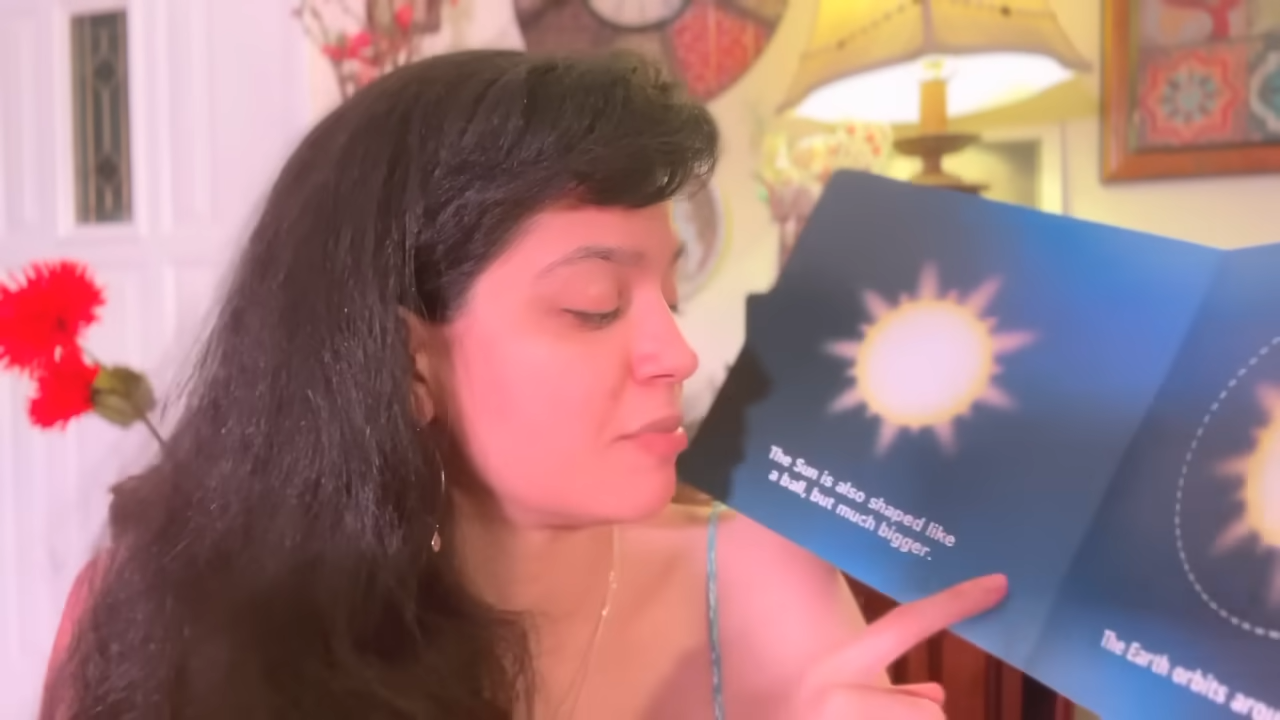 The Sun is also shaped like
a ball, but much bigger.
The Earth orbits